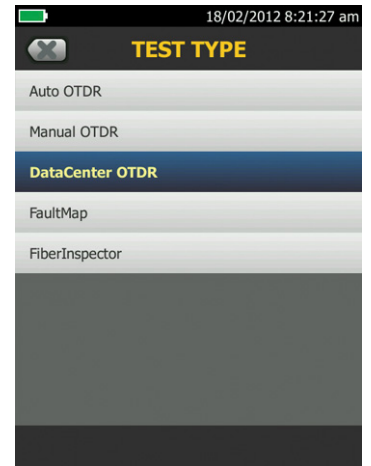 18/02/2012 8:21:27 am
TEST TYPE
Auto OTDR
Manual OTDR
DataCenter OTDR
FaultMap
FiberInspector